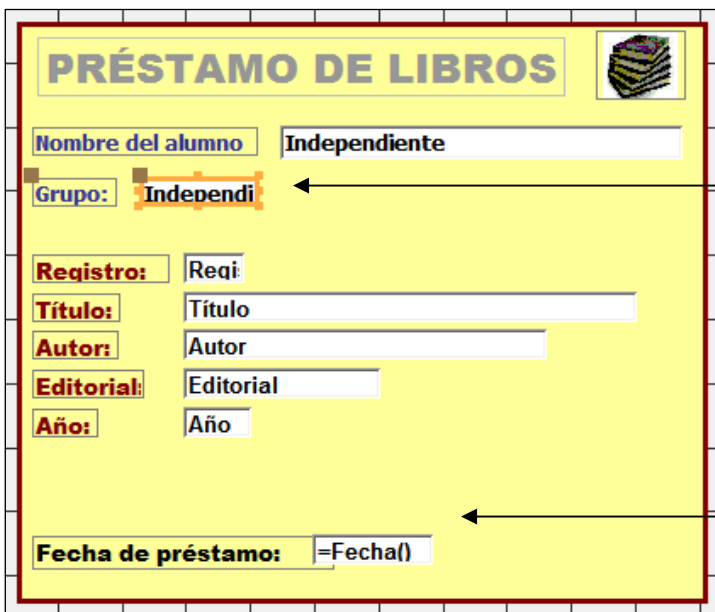 PRÉSTAMO DE LIBROS
Nombre del alumno Independiente
Grupo: Independi
Registro: Regis
Título: Título
Autor: Autor
Editorial: Editorial
Año: Año
Fecha de préstamo: =Fecha()